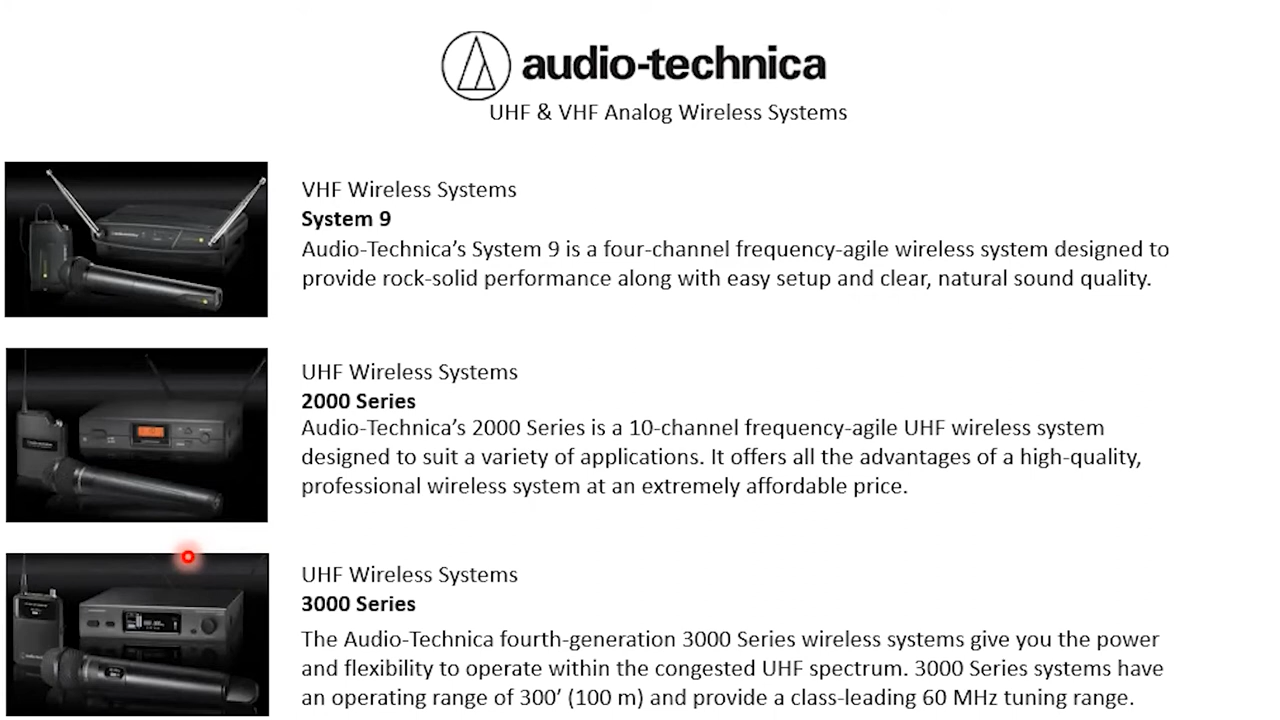 audio-technica
UHF & VHF Analog Wireless Systems
VHF Wireless Systems
System 9
Audio-Technica’s System 9 is a four-channel frequency-agile wireless system designed to
provide rock-solid performance along with easy setup and clear, natural sound quality.
UHF Wireless Systems
2000 Series
Audio-Technica’s 2000 Series is a 10-channel frequency-agile UHF wireless system
designed to suit a variety of applications. It offers all the advantages of a high-quality,
professional wireless system at an extremely affordable price.
UHF Wireless Systems
3000 Series
The Audio-Technica fourth-generation 3000 Series wireless systems give you the power
and flexibility to operate within the congested UHF spectrum. 3000 Series systems have
an operating range of 300’ (100 m) and provide a class-leading 60 MHz tuning range.